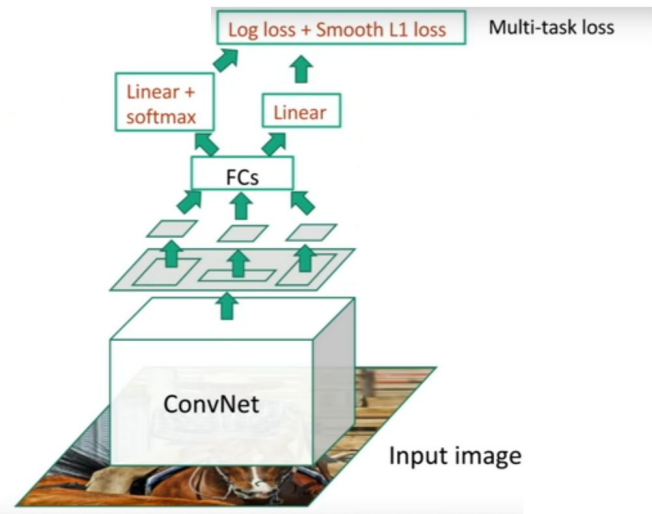 Log loss + Smooth L1 loss
Multi-task loss
Linear +
softmax
Linear
FCs
ConvNet
Input image